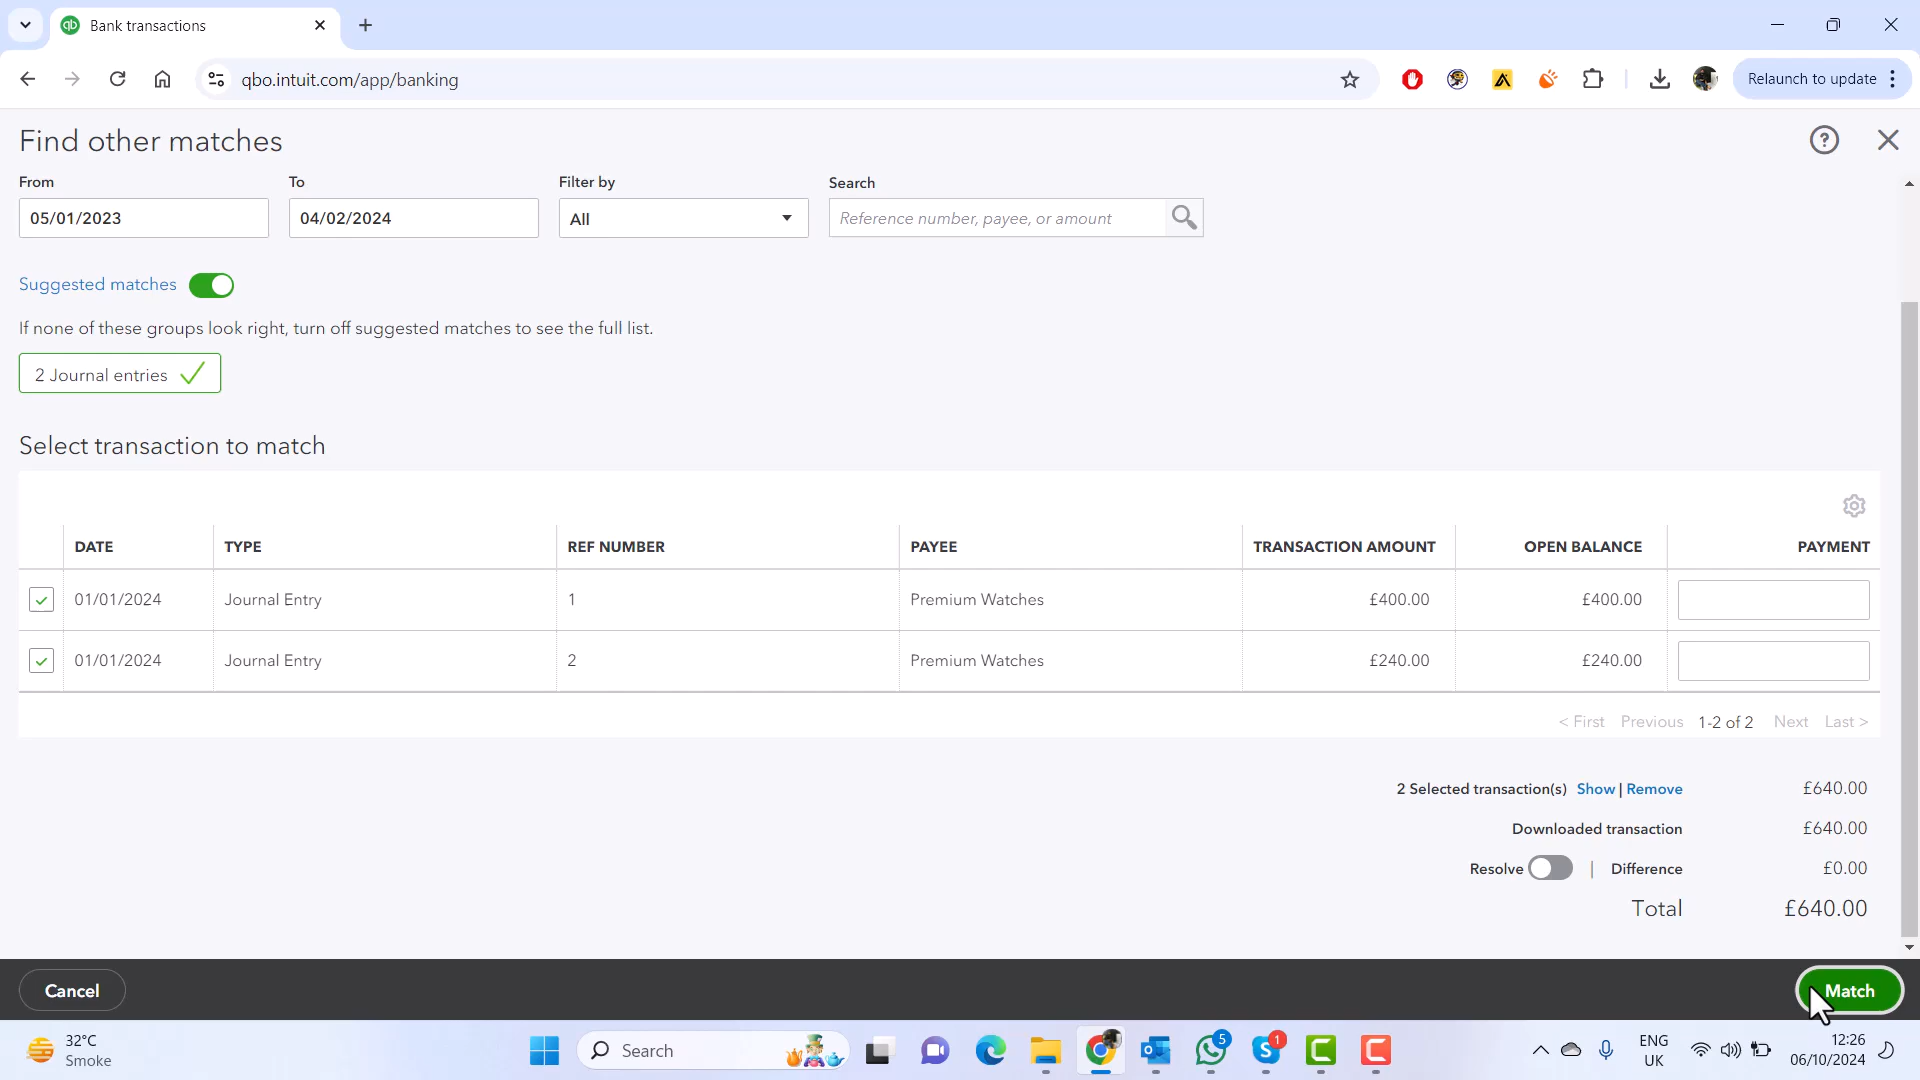 Bank transactions
qbo.intuit.com/app/banking
Relaunch to update
Find other matches
From To Filter by Search
05/01/2023 04/02/2024 All Reference number, payee, or amount
Suggested matches
If none of these groups look right, turn off suggested matches to see the full list.
2 Journal entries
Select transaction to match
DATE TYPE REF NUMBER PAYEE TRANSACTION AMOUNT OPEN BALANCE PAYMENT
01/01/2024 Journal Entry 1 Premium Watches £400.00 £400.00
01/01/2024 Journal Entry 2 Premium Watches £240.00 £240.00
< First Previous 1-2 of 2 Next Last >
2 Selected transaction(s) Show | Remove £640.00
Downloaded transaction £640.00
Resolve | Difference £0.00
Total £640.00
Cancel Match
32°C
Smoke
Search
5
1
ENG
UK
12:26
06/10/2024